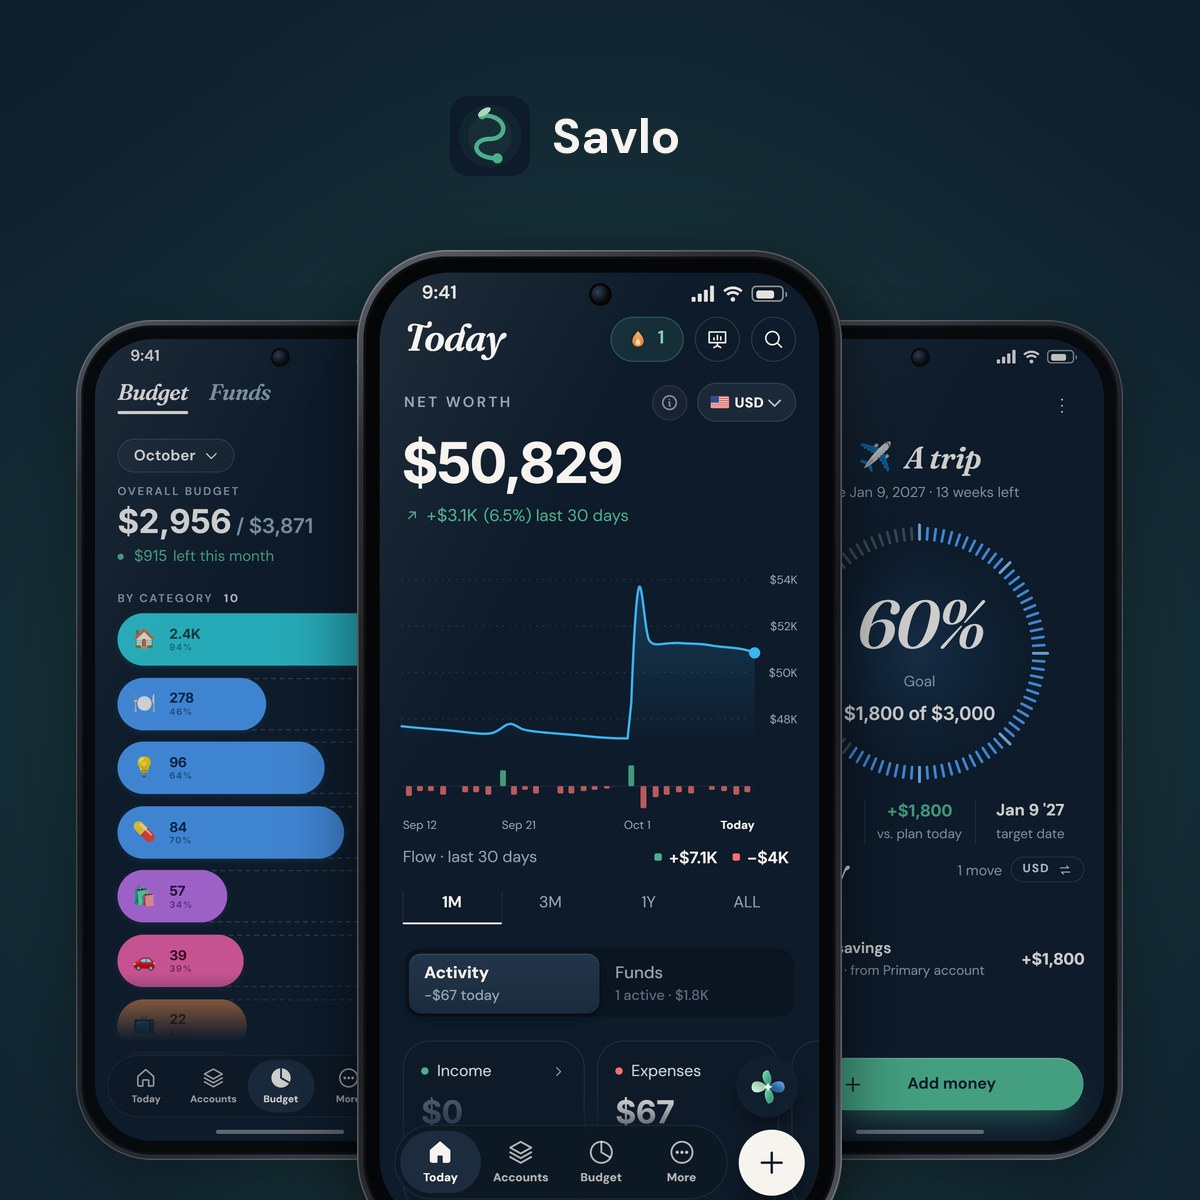 Savlo
9:41
Budget Funds
October
OVERALL BUDGET
$2,956 / $3,871
$915 left this month
BY CATEGORY 10
2.4K
94%
278
46%
96
64%
84
70%
57
34%
39
39%
22
Today Accounts Budget More
9:41
Today
1
NET WORTH
USD
$50,829
+$3.1K (6.5%) last 30 days
$54K
$52K
$50K
$48K
Sep 12 Sep 21 Oct 1 Today
Flow · last 30 days +$7.1K −$4K
1M 3M 1Y ALL
Activity
−$67 today
Funds
1 active · $1.8K
Income
$0
Expenses
$67
Today Accounts Budget More
A trip
Jan 9, 2027 · 13 weeks left
60%
Goal
$1,800 of $3,000
+$1,800
vs. plan today
Jan 9 '27
target date
1 move USD
savings
· from Primary account
+$1,800
+ Add money